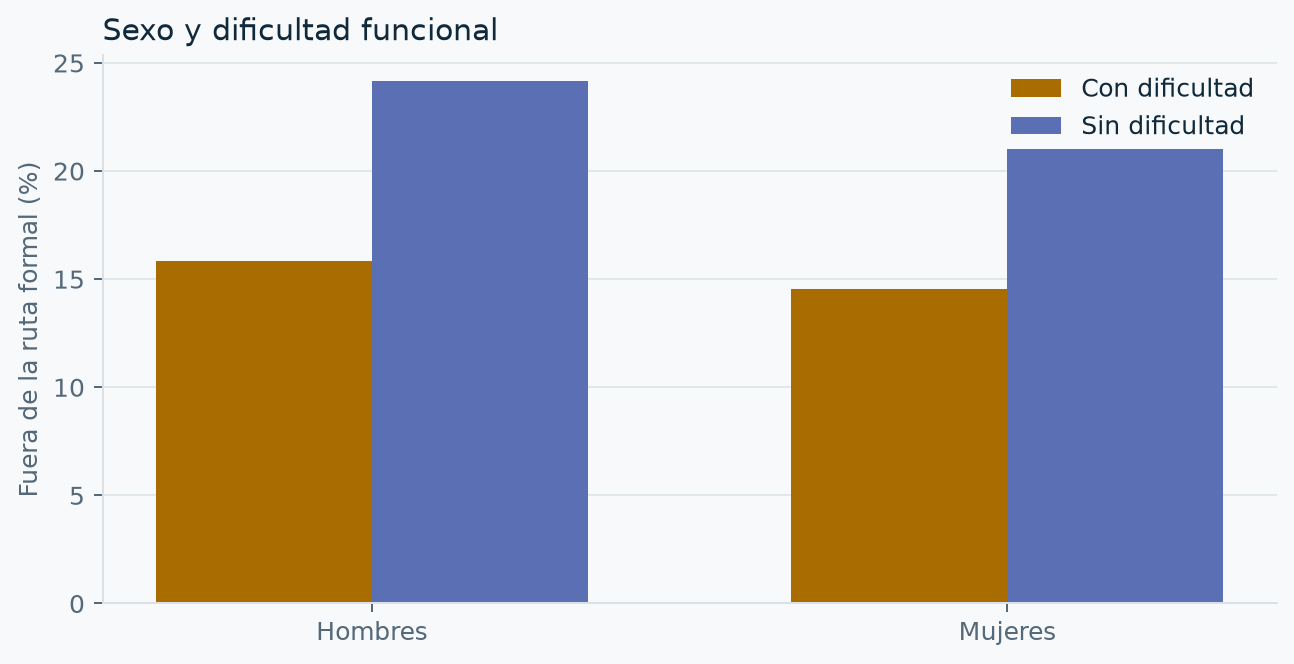 Sexo y dificultad funcional
Fuera de la ruta formal (%)
25
20
15
10
5
0
Con dificultad
Sin dificultad
Hombres
Mujeres